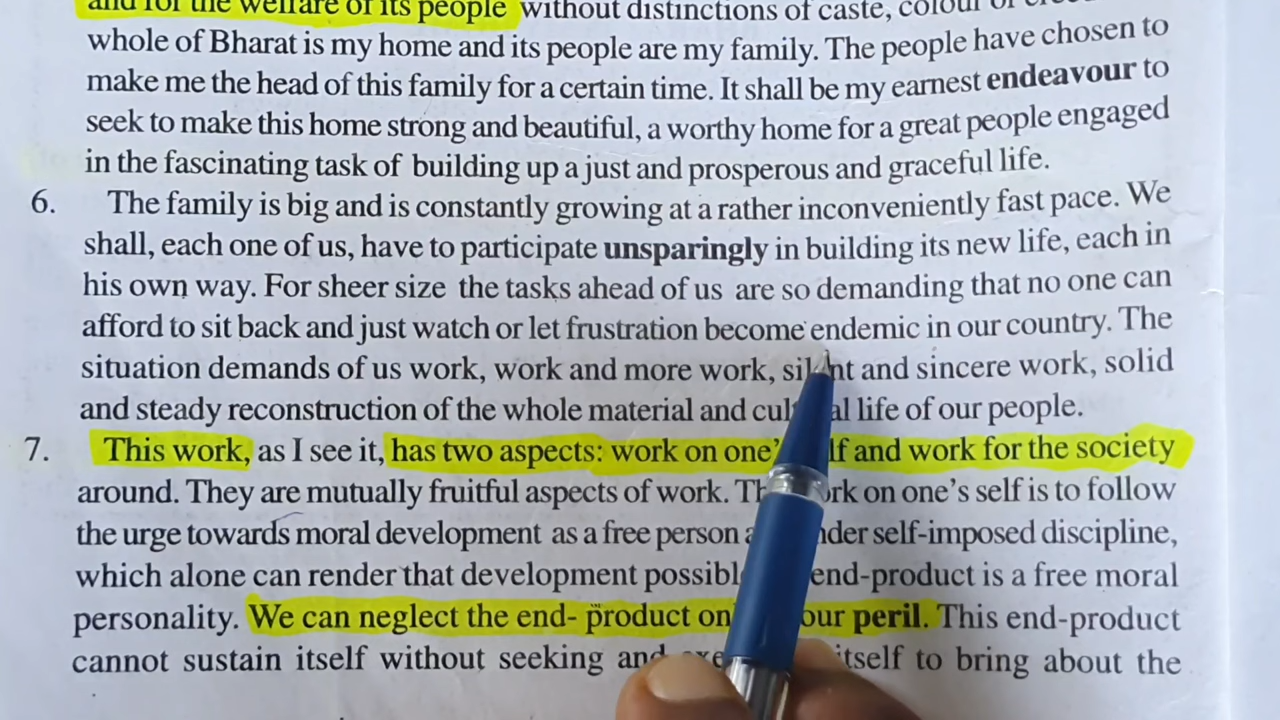 and for the welfare of its people without distinctions of caste, colour or
whole of Bharat is my home and its people are my family. The people have chosen to
make me the head of this family for a certain time. It shall be my earnest endeavour to
seek to make this home strong and beautiful, a worthy home for a great people engaged
in the fascinating task of building up a just and prosperous and graceful life.
6. The family is big and is constantly growing at a rather inconveniently fast pace. We
shall, each one of us, have to participate unsparingly in building its new life, each in
his own way. For sheer size the tasks ahead of us are so demanding that no one can
afford to sit back and just watch or let frustration become endemic in our country. The
situation demands of us work, work and more work, silent and sincere work, solid
and steady reconstruction of the whole material and cultural life of our people.
7. This work, as I see it, has two aspects: work on one's self and work for the society
around. They are mutually fruitful aspects of work. The work on one's self is to follow
the urge towards moral development as a free person under self-imposed discipline,
which alone can render that development possible end-product is a free moral
personality. We can neglect the end- product our peril. This end-product
cannot sustain itself without seeking and itself to bring about the